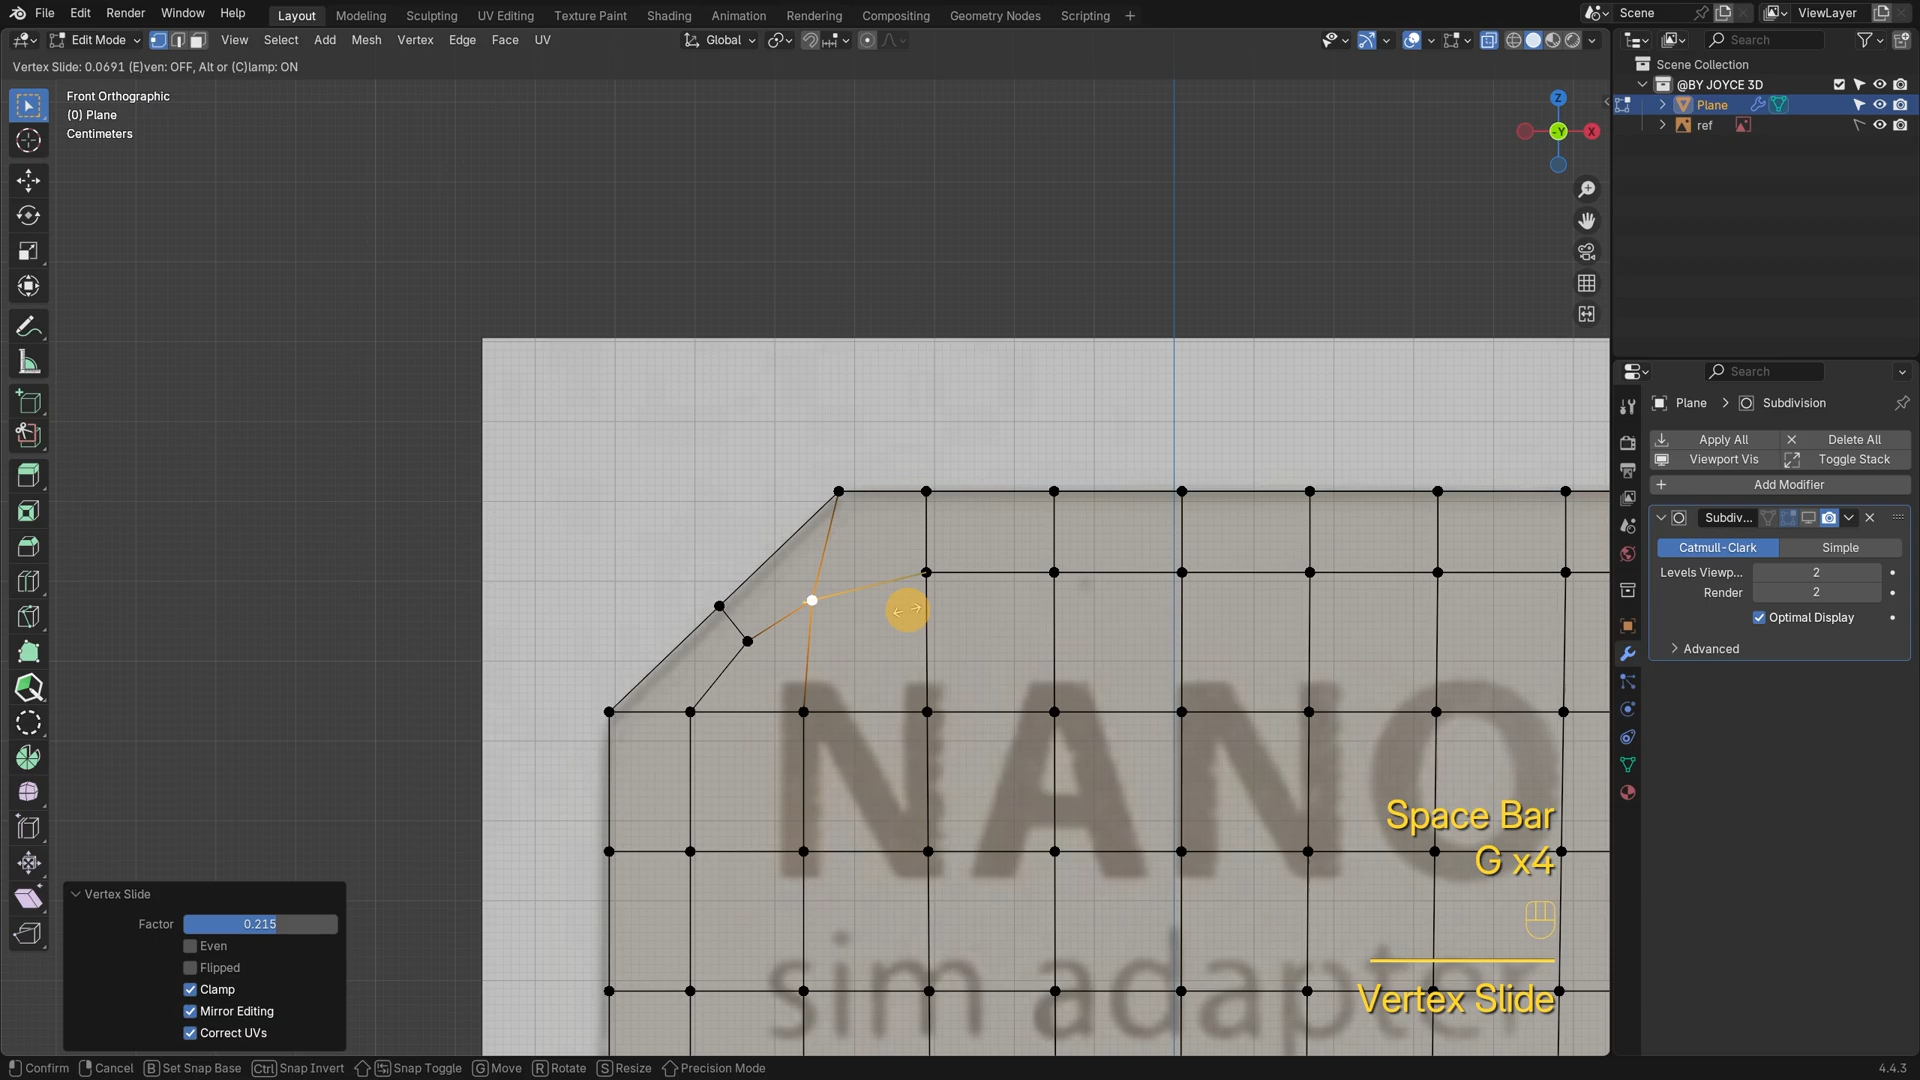 File Edit Render Window Help Layout Modeling Sculpting UV Editing Texture Paint Shading Animation Rendering Compositing Geometry Nodes Scripting + Scene ViewLayer
Edit Mode View Select Add Mesh Vertex Edge Face UV Global Search
Vertex Slide: 0.0691 (E)ven: OFF, Alt or (C)lamp: ON
Scene Collection
@BY JOYCE 3D
Plane
ref
Front Orthographic
(0) Plane
Centimeters
Z
-Y
X
Search
Plane > Subdivision
Apply All Delete All
Viewport Vis Toggle Stack
Add Modifier
Subdiv...
Catmull-Clark Simple
Levels Viewp... 2
Render 2
Optimal Display
Advanced
NANO
sim adapter
Space Bar
G x4
Vertex Slide
Vertex Slide
Factor 0.215
Even
Flipped
Clamp
Mirror Editing
Correct UVs
Confirm Cancel B Set Snap Base Ctrl Snap Invert Snap Toggle G Move R Rotate S Resize Precision Mode 4.4.3